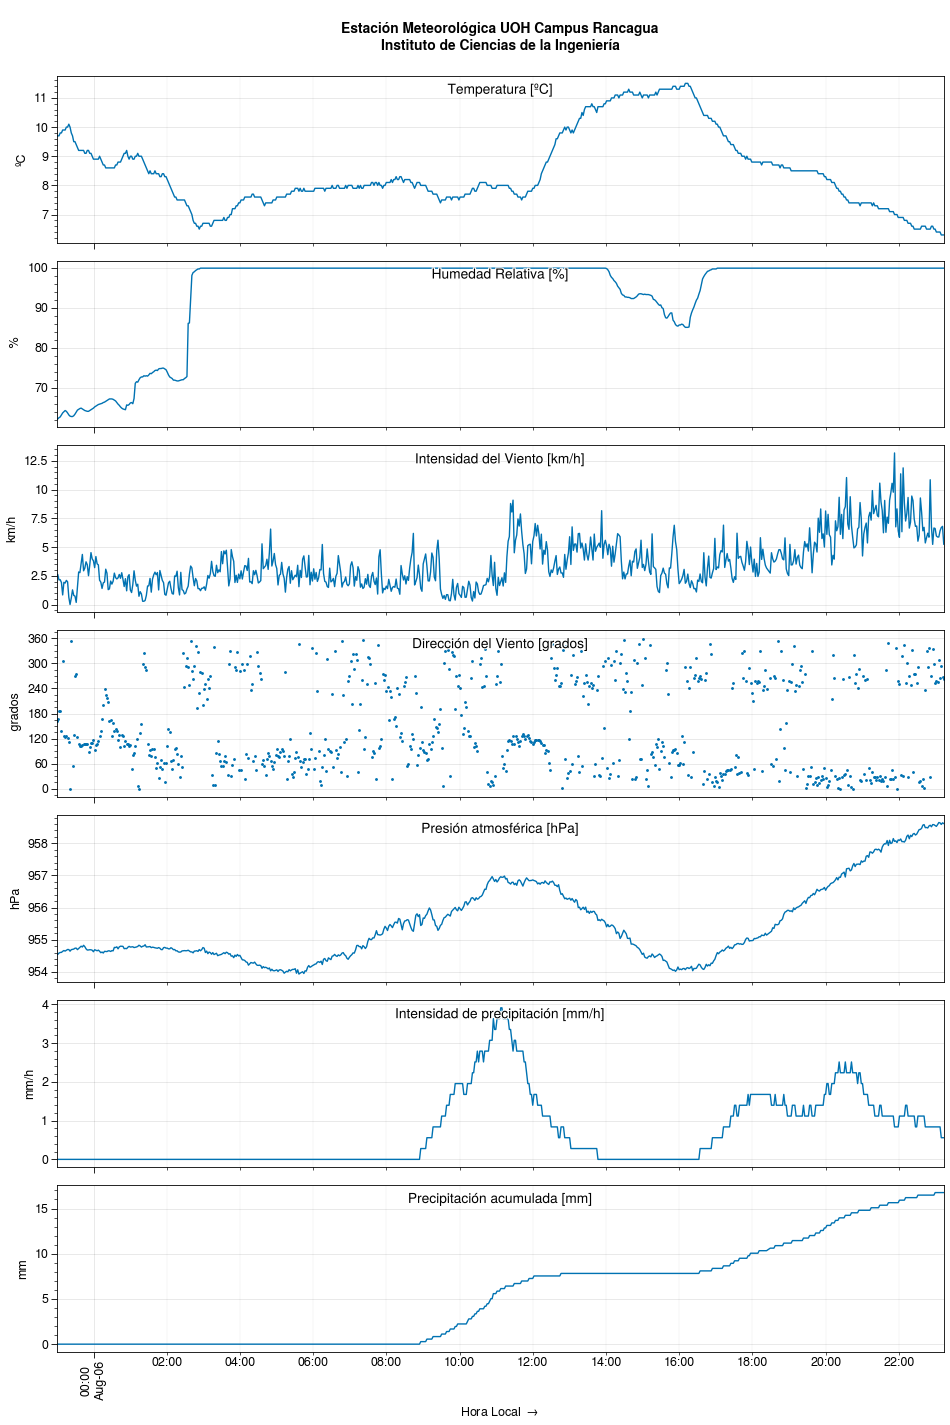 Estación Meteorológica UOH Campus Rancagua
Instituto de Ciencias de la Ingeniería
Temperatura [ºC]
ºC
11
10
9
8
7
Humedad Relativa [%]
%
100
90
80
70
Intensidad del Viento [km/h]
km/h
12.5
10
7.5
5
2.5
0
Dirección del Viento [grados]
grados
360
300
240
180
120
60
0
Presión atmosférica [hPa]
hPa
958
957
956
955
954
Intensidad de precipitación [mm/h]
mm/h
4
3
2
1
0
Precipitación acumulada [mm]
mm
15
10
5
0
00:00
Aug-06
02:00
04:00
06:00
08:00
10:00
12:00
14:00
16:00
18:00
20:00
22:00
Hora Local →